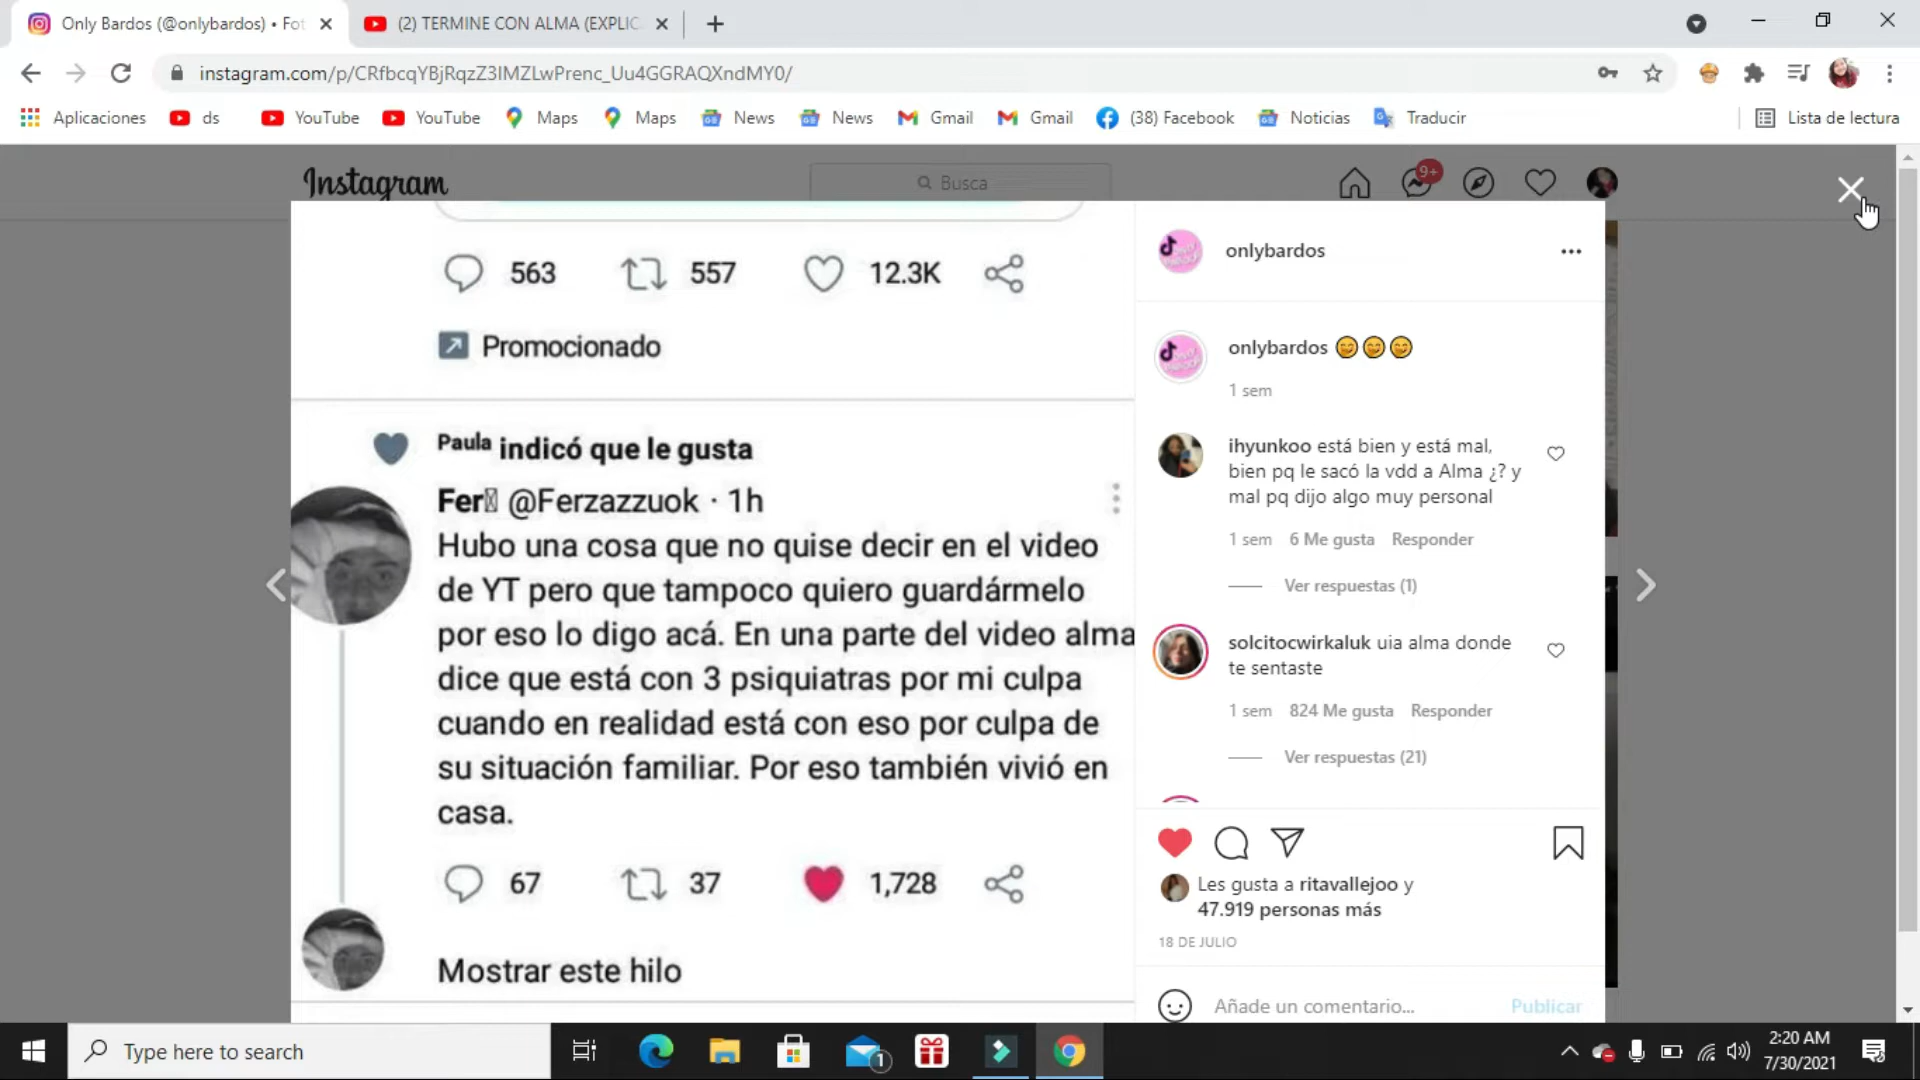 Only Bardos (@onlybardos) • Fot
(2) TERMINE CON ALMA (EXPLIC
instagram.com/p/CRfbcqYBjRqzZ3IMZLwPrenc_Uu4GGRAQXndMY0/
Aplicaciones
ds
YouTube
YouTube
Maps
Maps
News
News
Gmail
Gmail
(38) Facebook
Noticias
Traducir
Lista de lectura
Instagram
Busca
9+
563
557
12.3K
Promocionado
Paula indicó que le gusta
Fer @Ferzazzuok · 1h
Hubo una cosa que no quise decir en el video
de YT pero que tampoco quiero guardármelo
por eso lo digo acá. En una parte del video alma
dice que está con 3 psiquiatras por mi culpa
cuando en realidad está con eso por culpa de
su situación familiar. Por eso también vivió en
casa.
67
37
1,728
Mostrar este hilo
onlybardos
onlybardos 😋😋😋
1 sem
ihyunkoo está bien y está mal,
bien pq le sacó la vdd a Alma ¿? y
mal pq dijo algo muy personal
1 sem 6 Me gusta Responder
Ver respuestas (1)
solcitocwirkaluk uia alma donde
te sentaste
1 sem 824 Me gusta Responder
Ver respuestas (21)
Les gusta a ritavallejoo y
47.919 personas más
18 DE JULIO
Añade un comentario...
Publicar
Type here to search
1
2:20 AM
7/30/2021